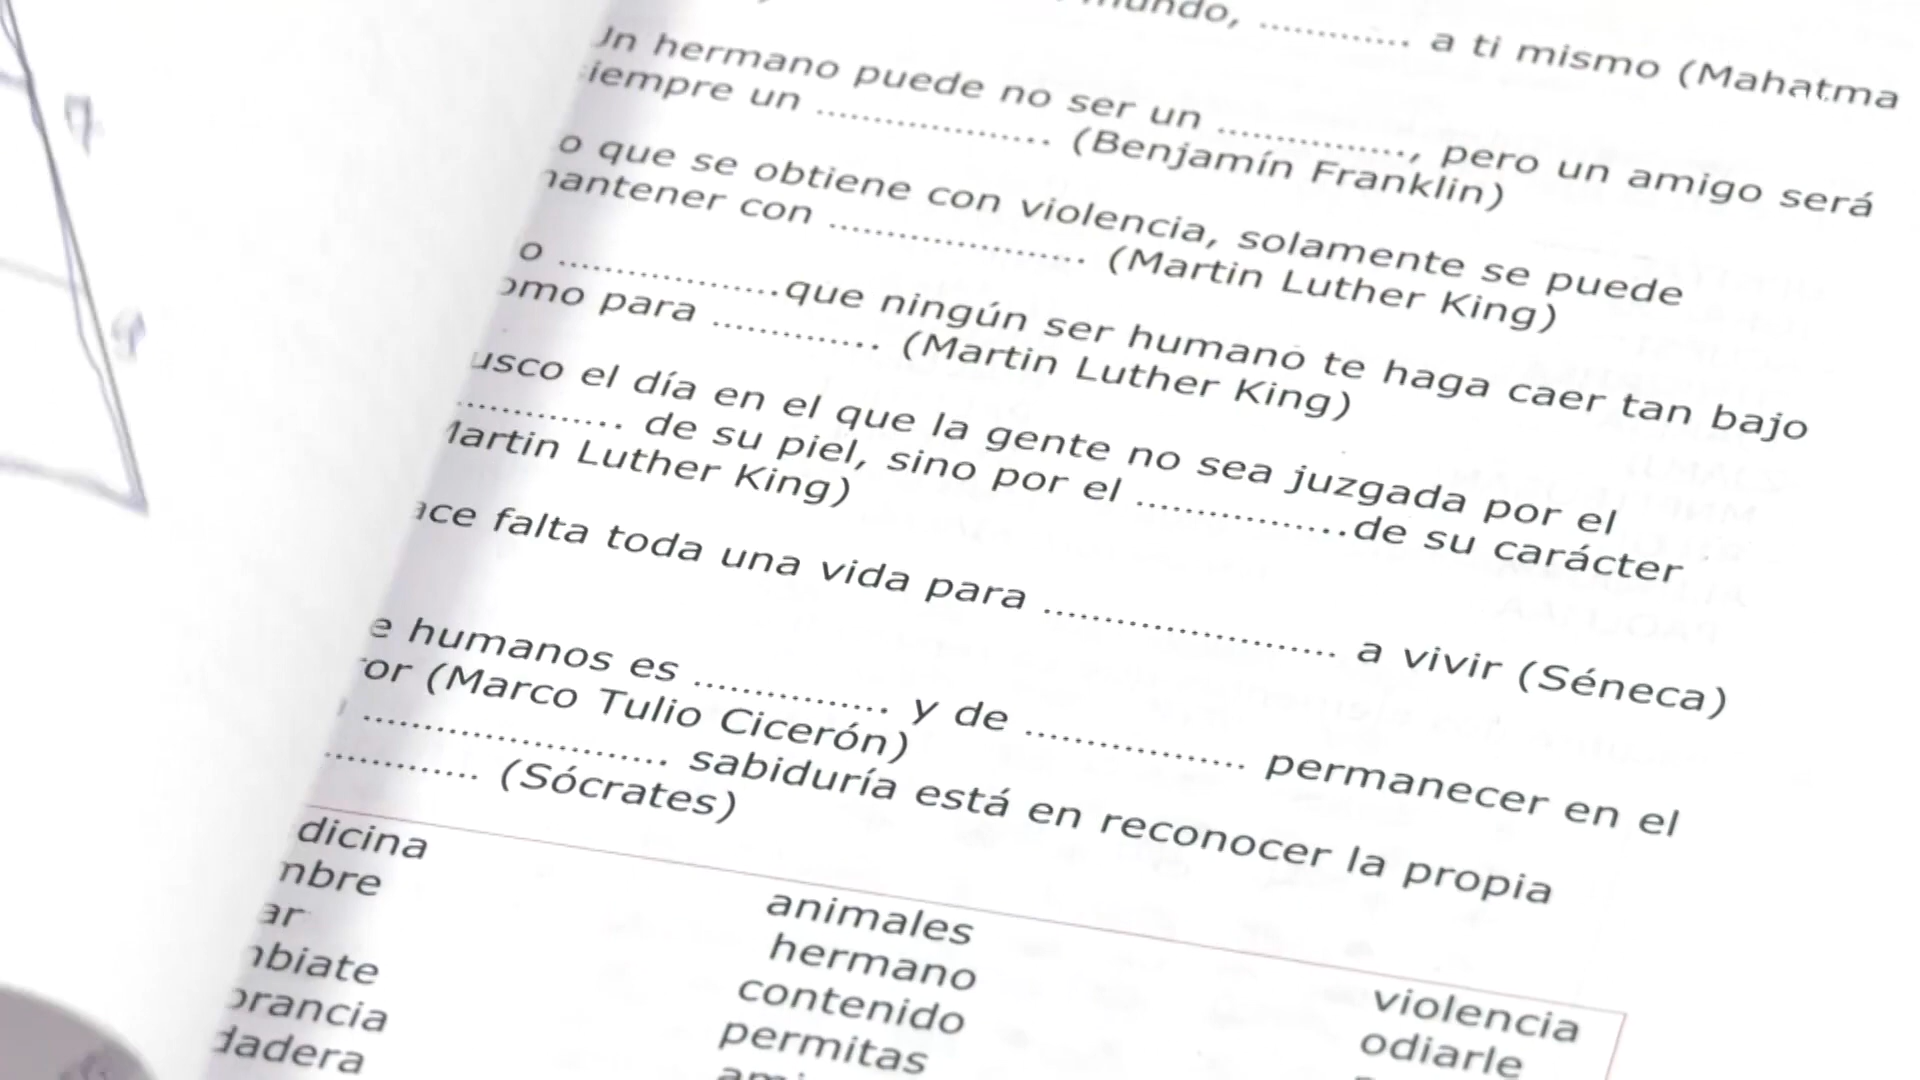 mundo, ............ a ti mismo (Mahatma
Un hermano puede no ser un ................, pero un amigo será
siempre un .................... (Benjamín Franklin)
o que se obtiene con violencia, solamente se puede
mantener con ...................... (Martin Luther King)
o ...................que ningún ser humano te haga caer tan bajo
omo para .............. (Martin Luther King)
usco el día en el que la gente no sea juzgada por el
.............. de su piel, sino por el ..................de su carácter
Martin Luther King)
ace falta toda una vida para ......................... a vivir (Séneca)
e humanos es ................. y de ................... permanecer en el
ror (Marco Tulio Cicerón)
.......................... sabiduría está en reconocer la propia
............. (Sócrates)
dicina animales violencia
mbre hermano odiarle
ar contenido
mbiate permitas
orancia
dadera